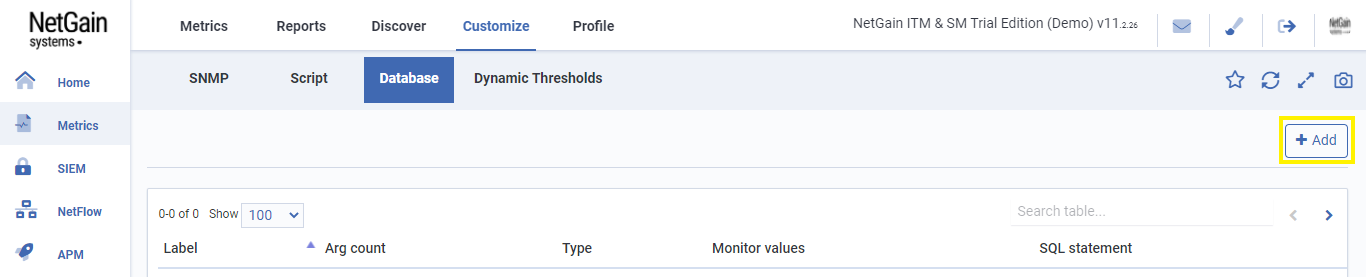 NetGain
systems
Metrics Reports Discover Customize Profile
NetGain ITM & SM Trial Edition (Demo) v11.2.26
NetGain
systems
Home
Metrics
SIEM
NetFlow
APM
SNMP Script Database Dynamic Thresholds
+ Add
0-0 of 0 Show 100
Search table...
Label Arg count Type Monitor values SQL statement